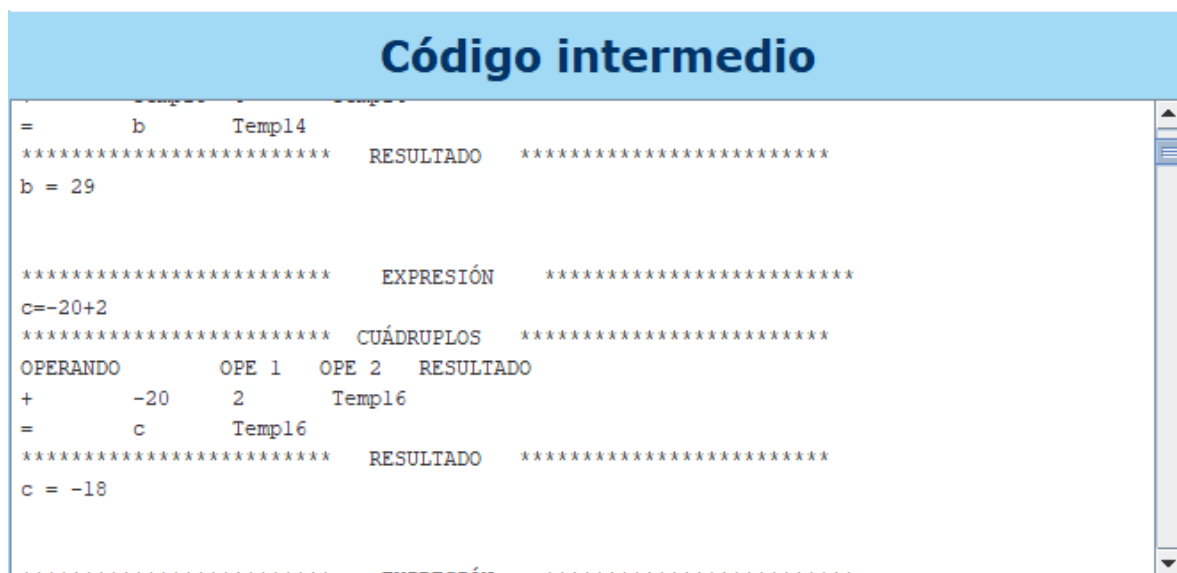 Código intermedio
= b Temp14
************************* RESULTADO *************************
b = 29
************************* EXPRESIÓN *************************
c=-20+2
************************* CUÁDRUPLOS *************************
OPERANDO OPE 1 OPE 2 RESULTADO
+ -20 2 Temp16
= c Temp16
************************* RESULTADO *************************
c = -18